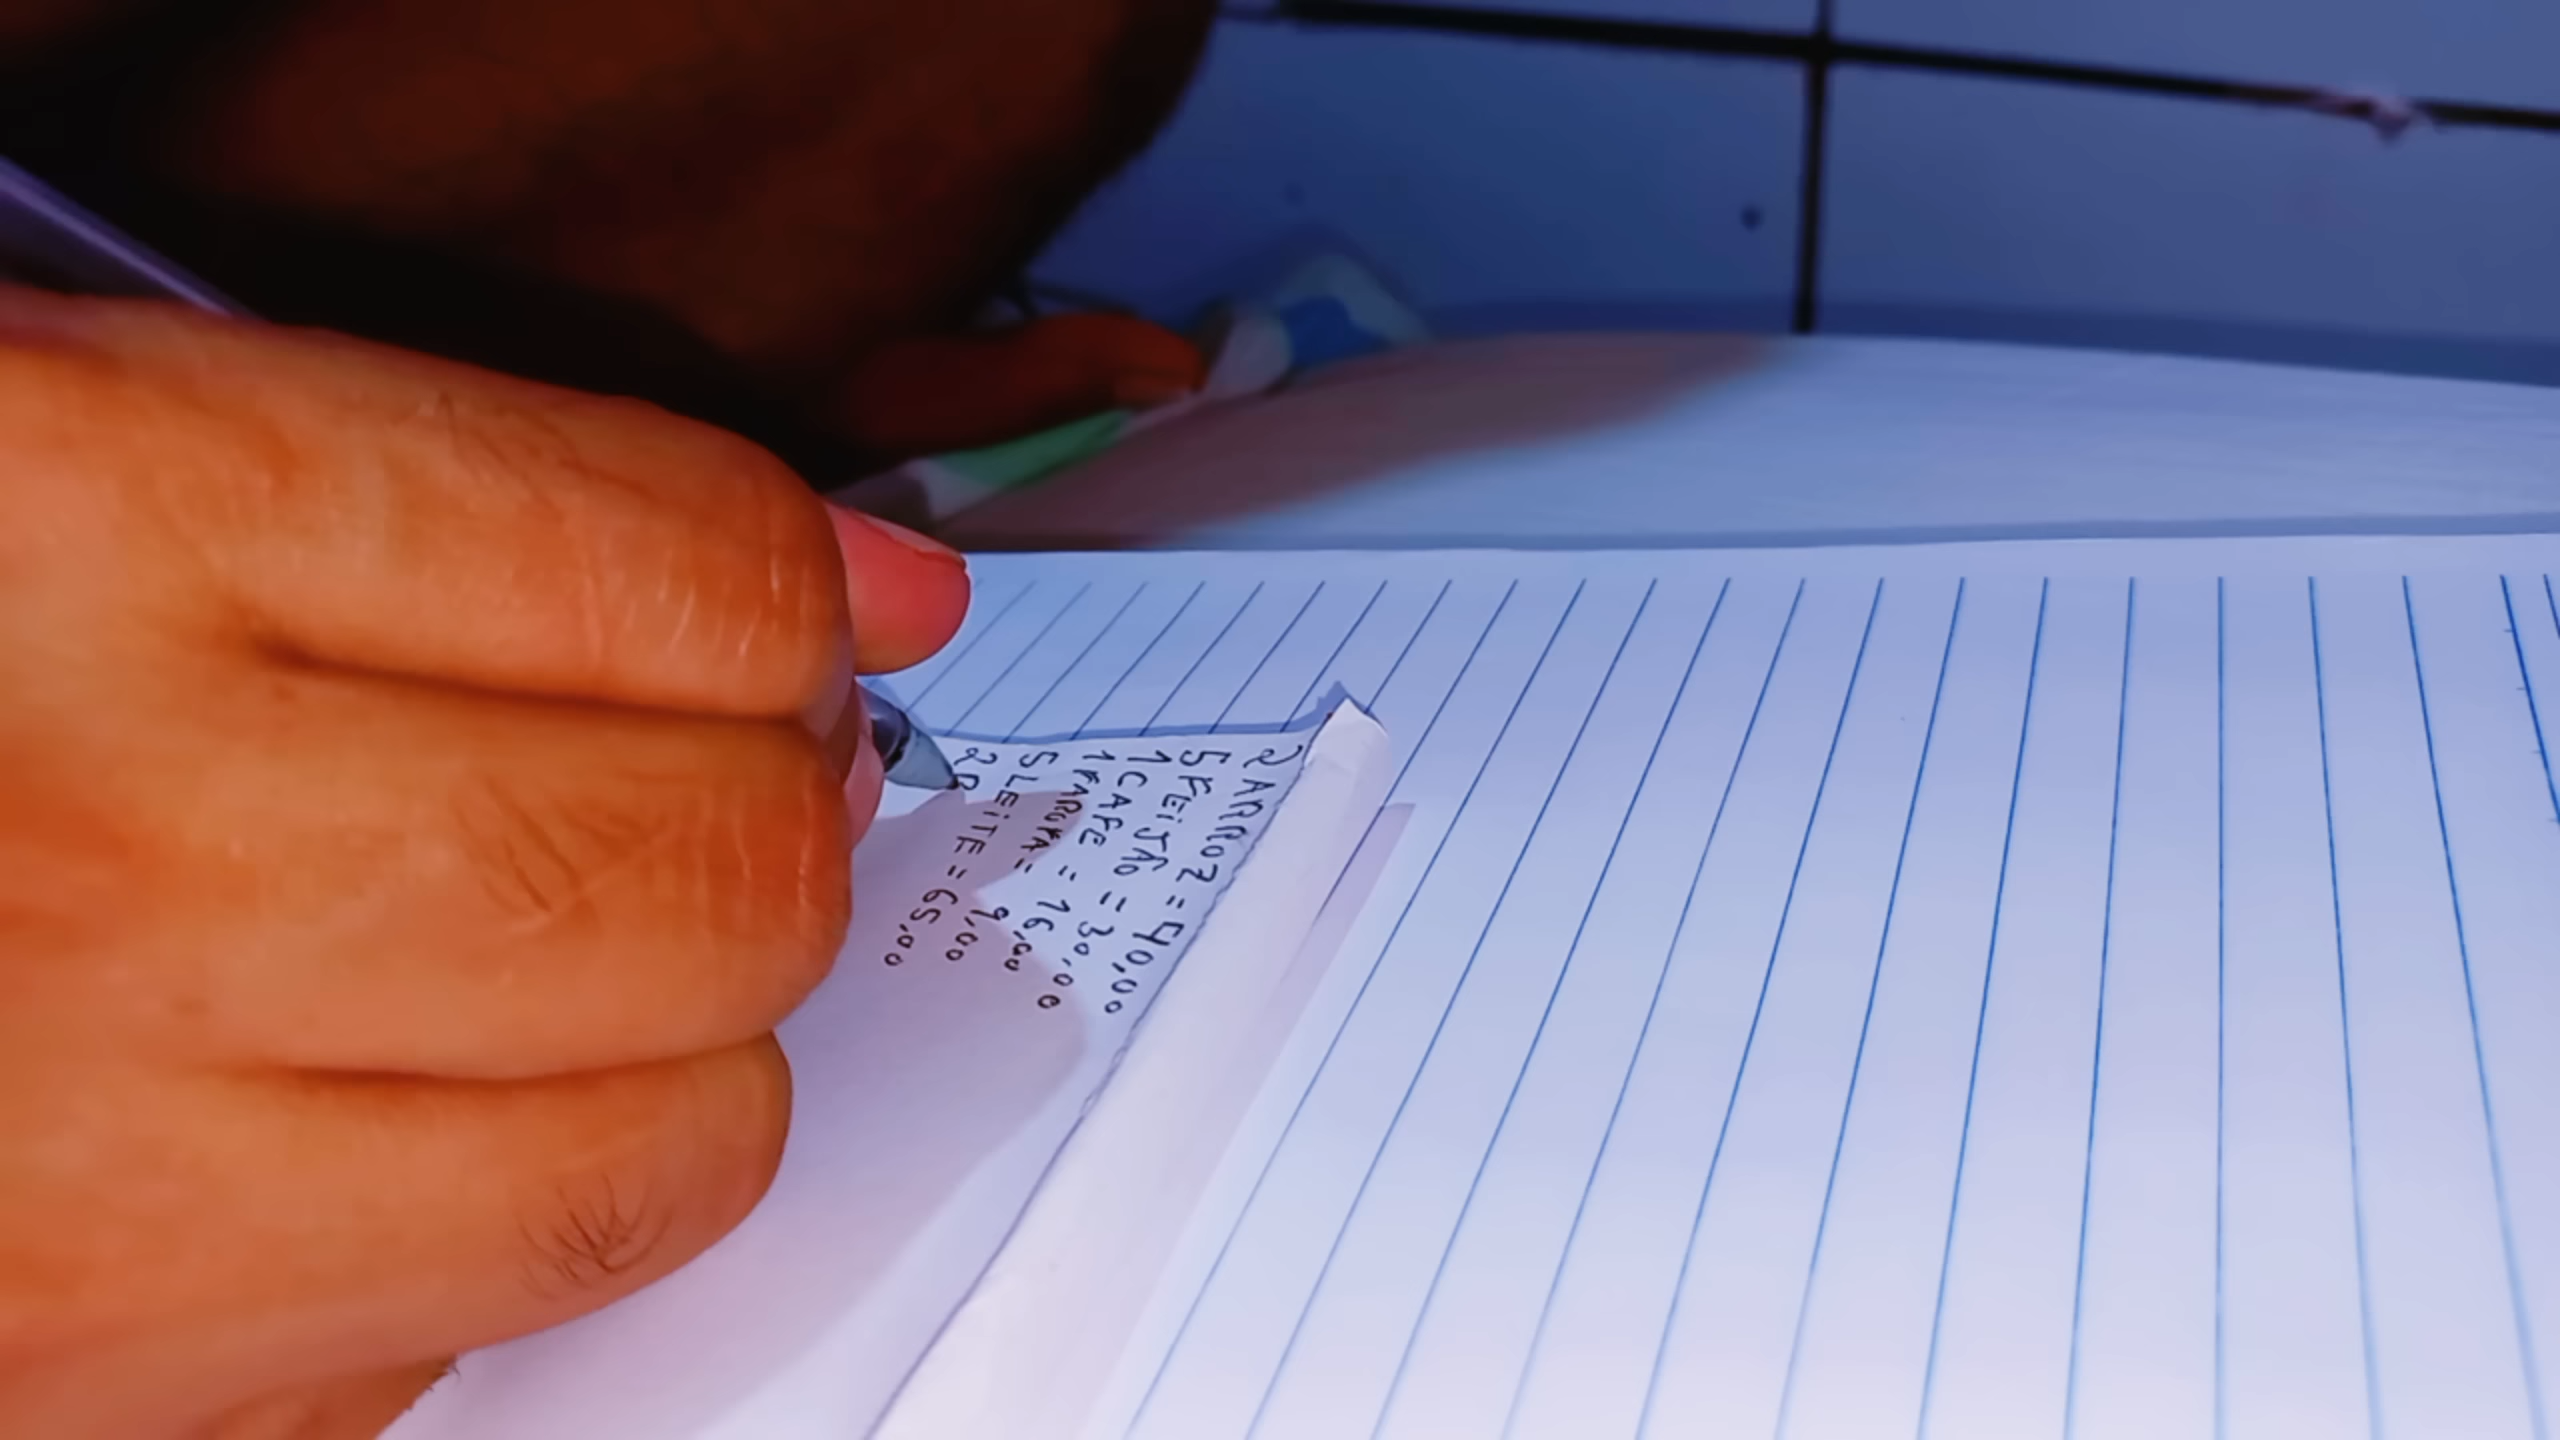 2 ARROZ = 40,00
5 FEIJÃO = 30,00
1 CAFE = 16,00
1 FAROFA = 9,00
5 LEITE = 65,00
2